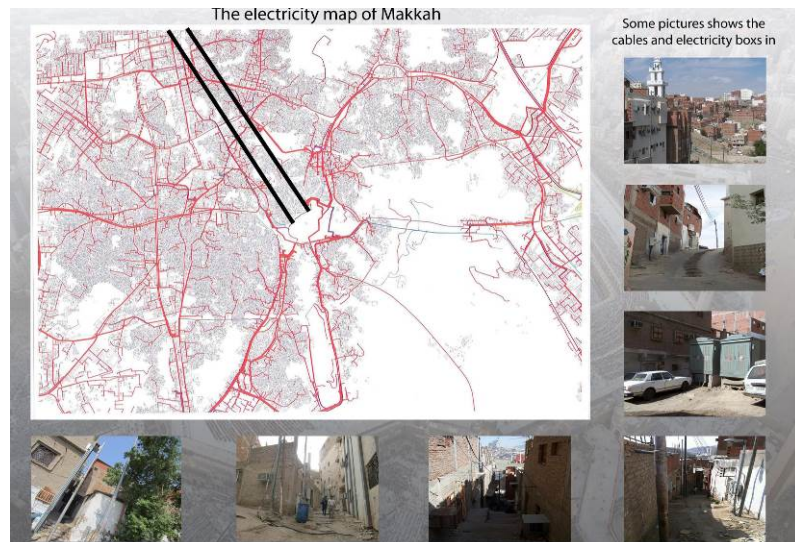 The electricity map of Makkah
Some pictures shows the
cables and electricity boxs in